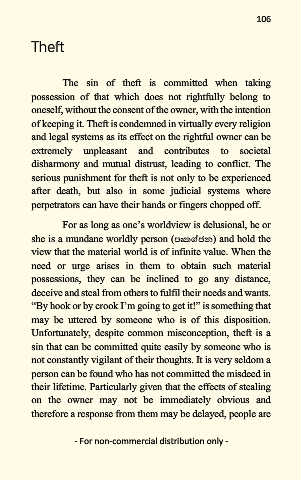 106
Theft
The sin of theft is committed when taking
possession of that which does not rightfully belong to
oneself, without the consent of the owner, with the intention
of keeping it. Theft is condemned in virtually every religion
and legal systems as its effect on the rightful owner can be
extremely unpleasant and contributes to societal
disharmony and mutual distrust, leading to conflict. The
serious punishment for theft is not only to be experienced
after death, but also in some judicial systems where
perpetrators can have their hands or fingers chopped off.
For as long as one’s worldview is delusional, he or
she is a mundane worldly person () and hold the
view that the material world is of infinite value. When the
need or urge arises in them to obtain such material
possessions, they can be inclined to go any distance,
deceive and steal from others to fulfil their needs and wants.
“By hook or by crook I’m going to get it!” is something that
may be uttered by someone who is of this disposition.
Unfortunately, despite common misconception, theft is a
sin that can be committed quite easily by someone who is
not constantly vigilant of their thoughts. It is very seldom a
person can be found who has not committed the misdeed in
their lifetime. Particularly given that the effects of stealing
on the owner may not be immediately obvious and
therefore a response from them may be delayed, people are
- For non-commercial distribution only -